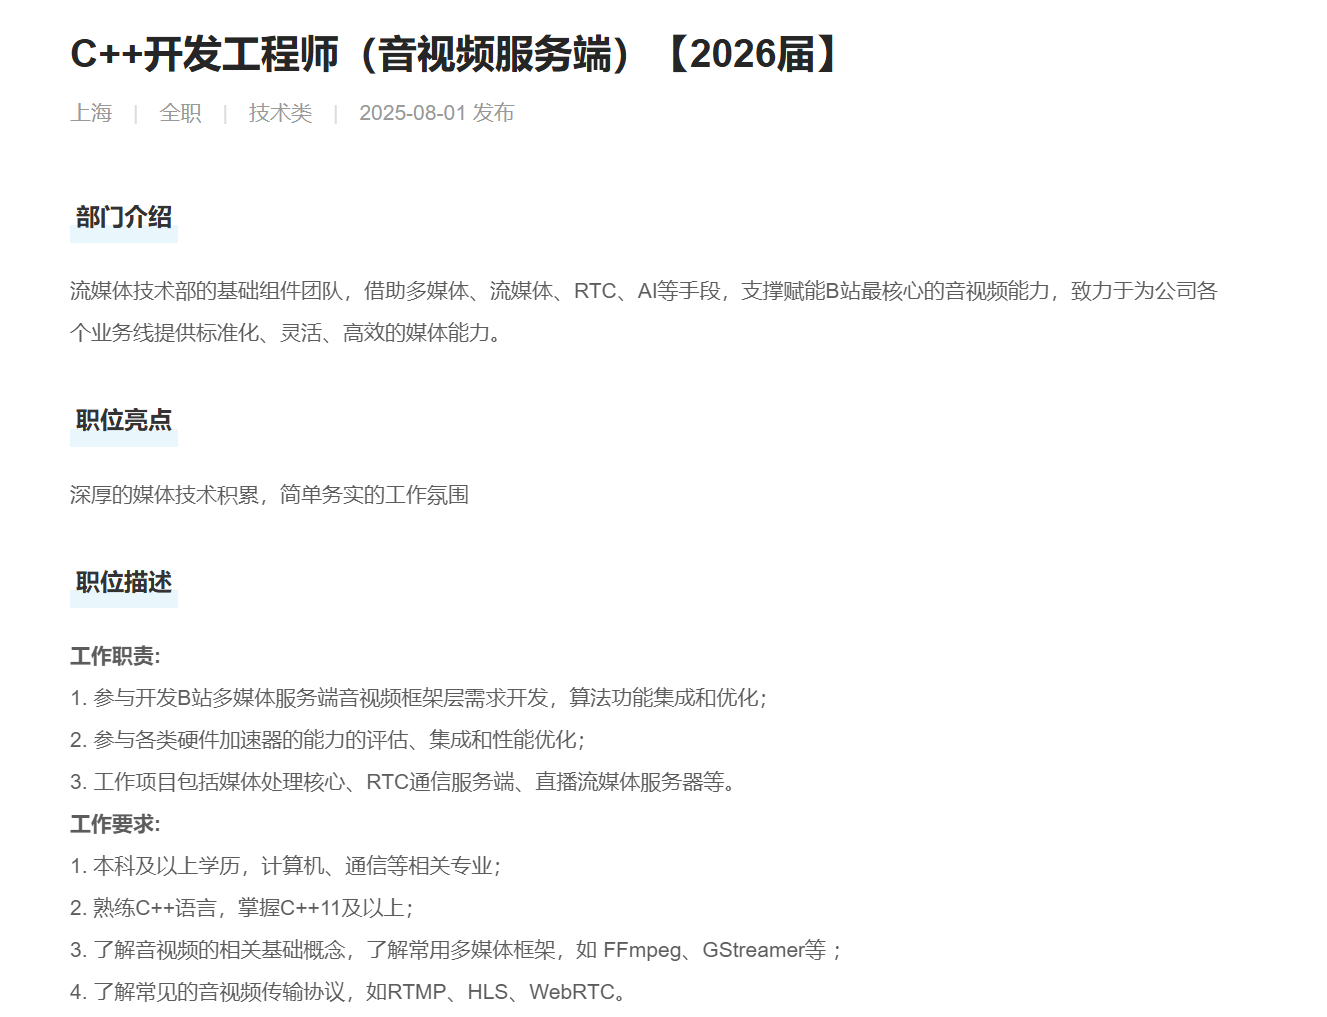 C++开发工程师（音视频服务端）【2026届】
上海 | 全职 | 技术类 | 2025-08-01 发布
部门介绍
流媒体技术部的基础组件团队，借助多媒体、流媒体、RTC、AI等手段，支撑赋能B站最核心的音视频能力，致力于为公司各
个业务线提供标准化、灵活、高效的媒体能力。
职位亮点
深厚的媒体技术积累，简单务实的工作氛围
职位描述
工作职责:
1. 参与开发B站多媒体服务端音视频框架层需求开发，算法功能集成和优化；
2. 参与各类硬件加速器的能力的评估、集成和性能优化；
3. 工作项目包括媒体处理核心、RTC通信服务端、直播流媒体服务器等。
工作要求:
1. 本科及以上学历，计算机、通信等相关专业；
2. 熟练C++语言，掌握C++11及以上；
3. 了解音视频的相关基础概念，了解常用多媒体框架，如 FFmpeg、GStreamer等 ；
4. 了解常见的音视频传输协议，如RTMP、HLS、WebRTC。